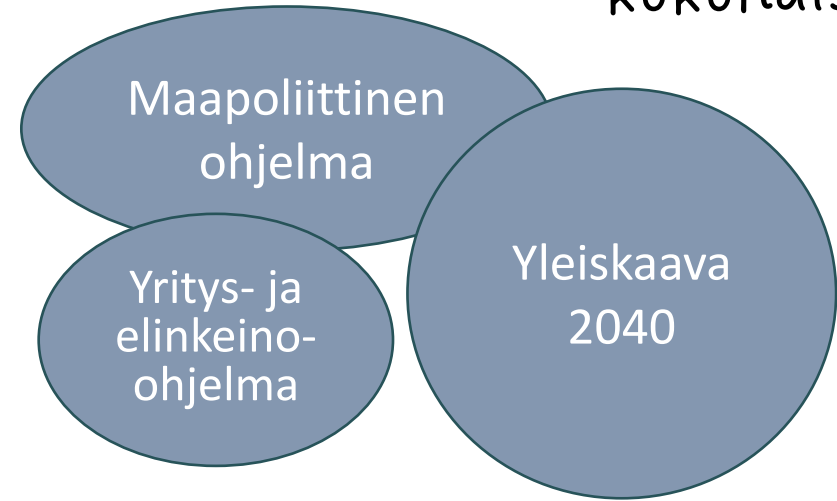 Maapoliittinen
ohjelma
Yritys- ja
elinkeino-
ohjelma
Yleiskaava
2040